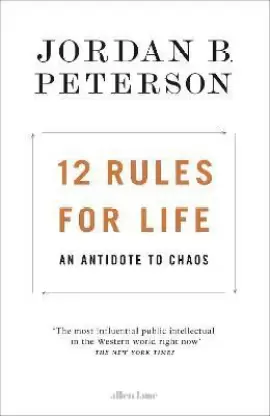 JORDAN B.
PETERSON
12 RULES
FOR LIFE
AN ANTIDOTE TO CHAOS
'The most influential public intellectual
in the Western world right now'
THE NEW YORK TIMES
allen lane